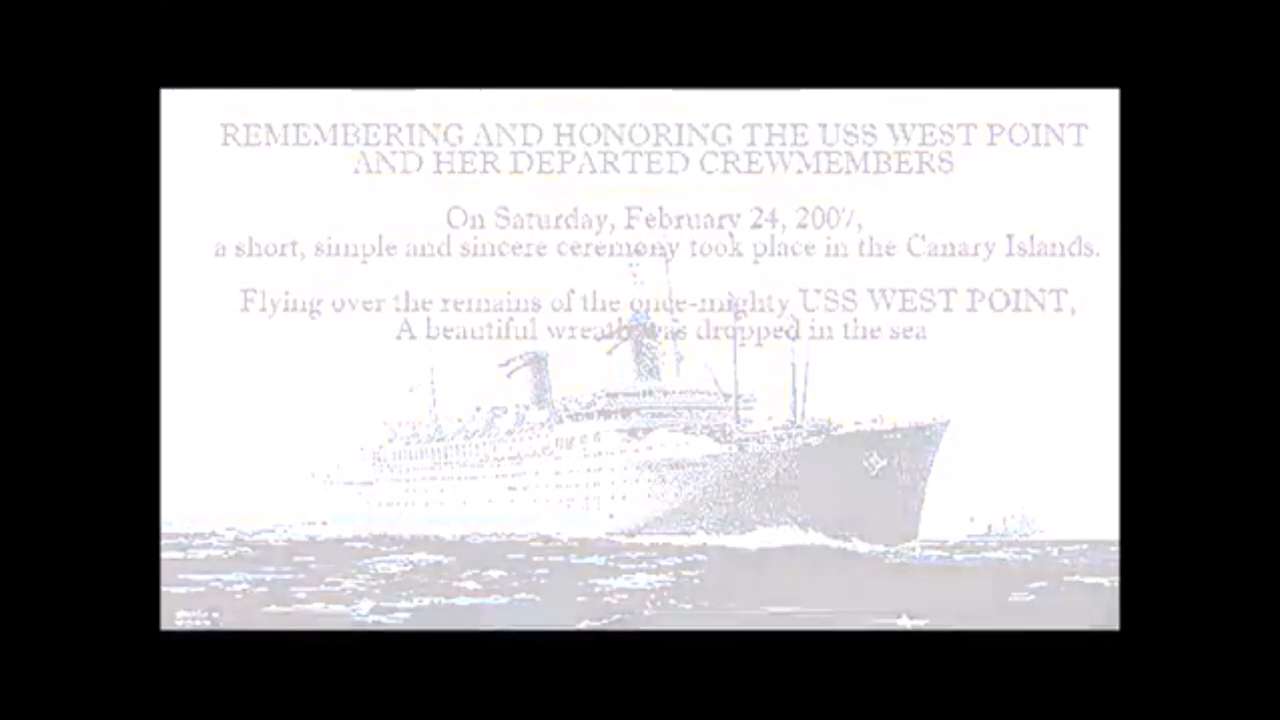 REMEMBERING AND HONORING THE USS WEST POINT
AND HER DEPARTED CREWMEMBERS
On Saturday, February 24, 2007,
a short, simple and sincere ceremony took place in the Canary Islands.
Flying over the remains of the once-mighty USS WEST POINT,
A beautiful wreath was dropped in the sea